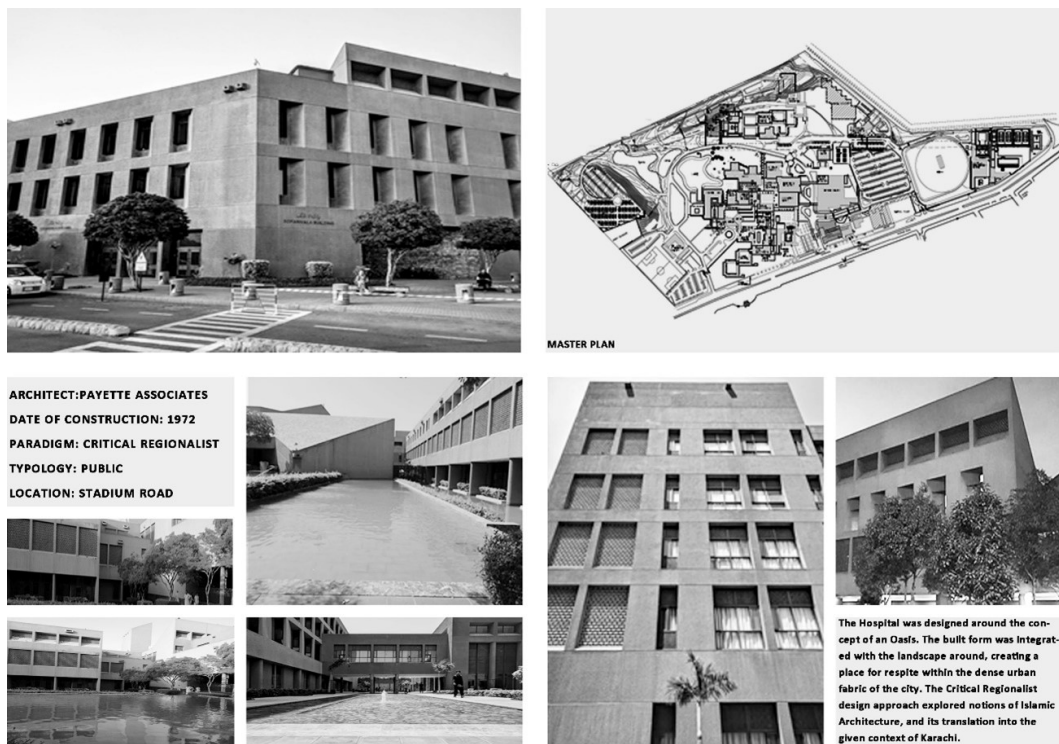 MASTER PLAN
ARCHITECT:PAYETTE ASSOCIATES
DATE OF CONSTRUCTION: 1972
PARADIGM: CRITICAL REGIONALIST
TYPOLOGY: PUBLIC
LOCATION: STADIUM ROAD
The Hospital was designed around the con-
cept of an Oasis. The built form was integrat-
ed with the landscape around, creating a
place for respite within the dense urban
fabric of the city. The Critical Regionalist
design approach explored notions of Islamic
Architecture, and its translation into the
given context of Karachi.